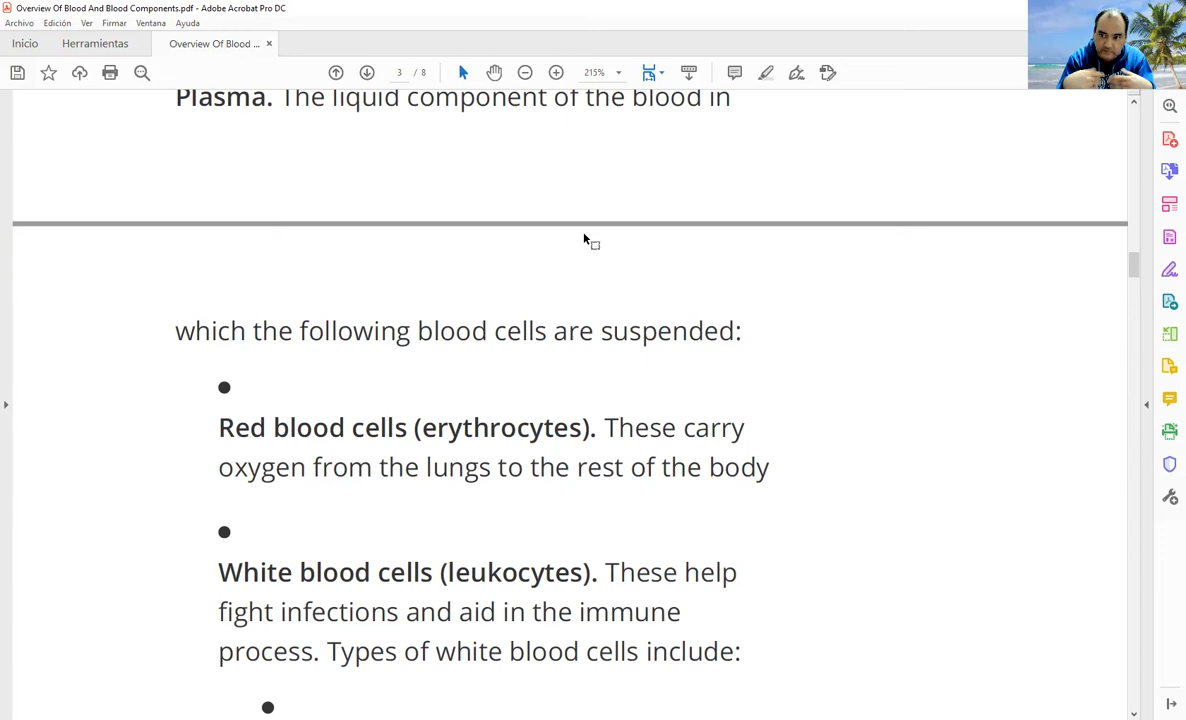 Overview Of Blood And Blood Components.pdf - Adobe Acrobat Pro DC
Archivo Edición Ver Firmar Ventana Ayuda
Inicio Herramientas Overview Of Blood ... ×
3 / 8 215%
Plasma. The liquid component of the blood in
which the following blood cells are suspended:
Red blood cells (erythrocytes). These carry
oxygen from the lungs to the rest of the body
White blood cells (leukocytes). These help
fight infections and aid in the immune
process. Types of white blood cells include: